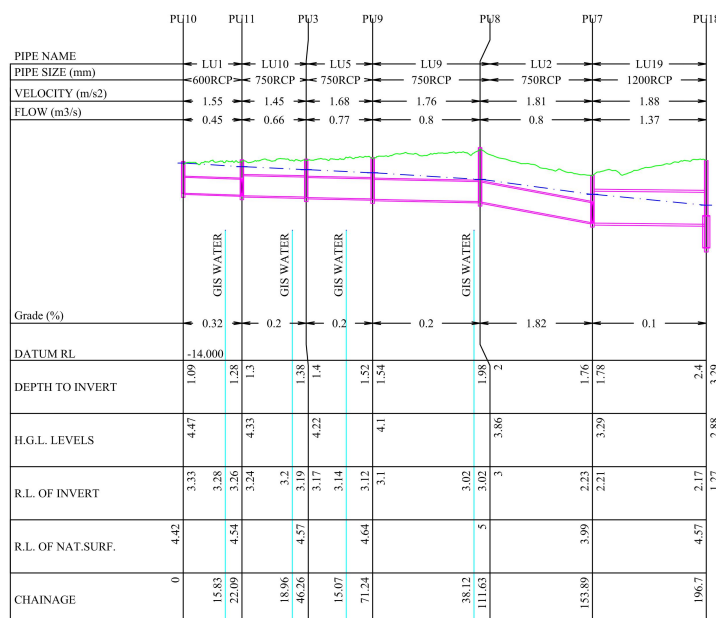 PU10 PU11 PU3 PU9 PU8 PU7 PU18
PIPE NAME LU1 LU10 LU5 LU9 LU2 LU19
PIPE SIZE (mm) 600RCP 750RCP 750RCP 750RCP 750RCP 1200RCP
VELOCITY (m/s2) 1.55 1.45 1.68 1.76 1.81 1.88
FLOW (m3/s) 0.45 0.66 0.77 0.8 0.8 1.37
GIS WATER GIS WATER GIS WATER GIS WATER
Grade (%) 0.32 0.2 0.2 0.2 1.82 0.1
DATUM RL -14.000
DEPTH TO INVERT 1.09 1.28 1.3 1.38 1.4 1.52 1.54 1.98 2 1.76 1.78 2.4 3.29
H.G.L. LEVELS 4.47 4.33 4.22 4.1 3.86 3.29 2.88
R.L. OF INVERT 3.33 3.28 3.26 3.24 3.2 3.19 3.17 3.14 3.12 3.1 3.02 3.02 3 2.23 2.21 2.17 1.27
R.L. OF NAT.SURF. 4.42 4.54 4.57 4.64 5 3.99 4.57
CHAINAGE 0 15.83 22.09 18.96 46.26 15.07 71.24 38.12 111.63 153.89 196.7